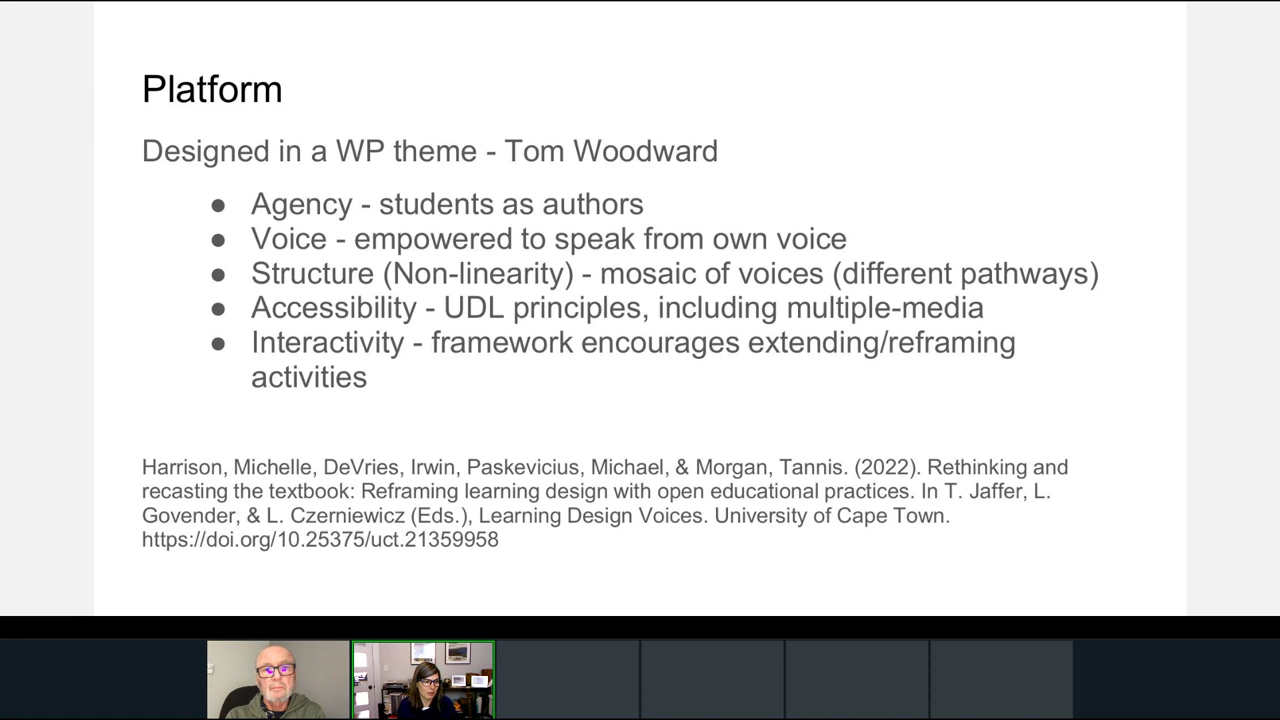 Platform
Designed in a WP theme - Tom Woodward
● Agency - students as authors
● Voice - empowered to speak from own voice
● Structure (Non-linearity) - mosaic of voices (different pathways)
● Accessibility - UDL principles, including multiple-media
● Interactivity - framework encourages extending/reframing
activities
Harrison, Michelle, DeVries, Irwin, Paskevicius, Michael, & Morgan, Tannis. (2022). Rethinking and
recasting the textbook: Reframing learning design with open educational practices. In T. Jaffer, L.
Govender, & L. Czerniewicz (Eds.), Learning Design Voices. University of Cape Town.
https://doi.org/10.25375/uct.21359958